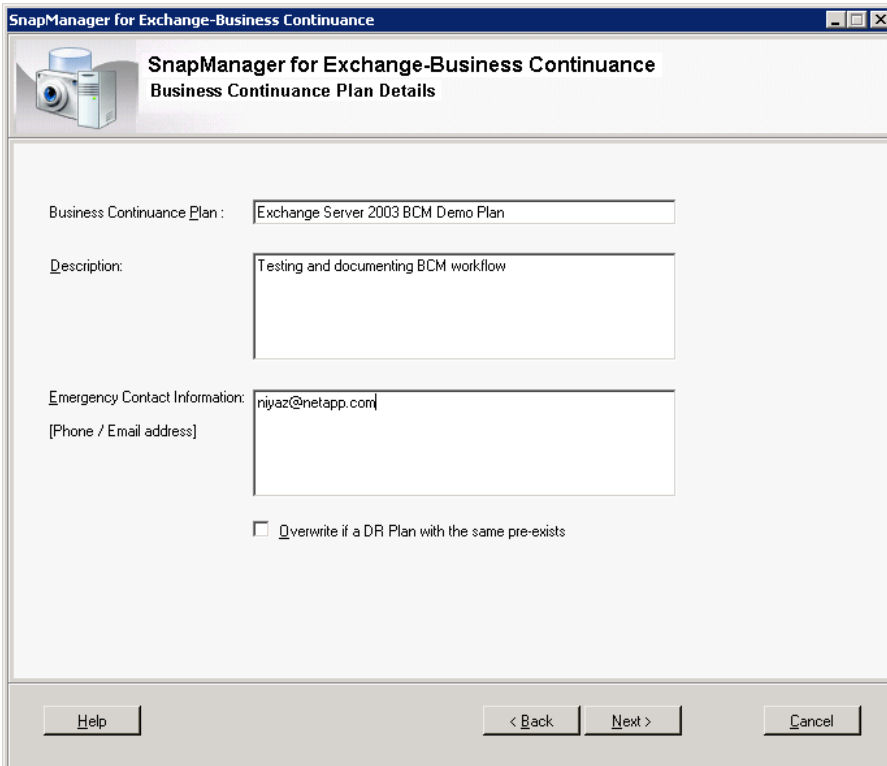 SnapManager for Exchange-Business Continuance
SnapManager for Exchange-Business Continuance
Business Continuance Plan Details
Business Continuance Plan :
Exchange Server 2003 BCM Demo Plan
Description:
Testing and documenting BCM workflow
Emergency Contact Information:
niyaz@netapp.com
[Phone / Email address]
Overwrite if a DR Plan with the same pre-exists
Help
< Back
Next >
Cancel